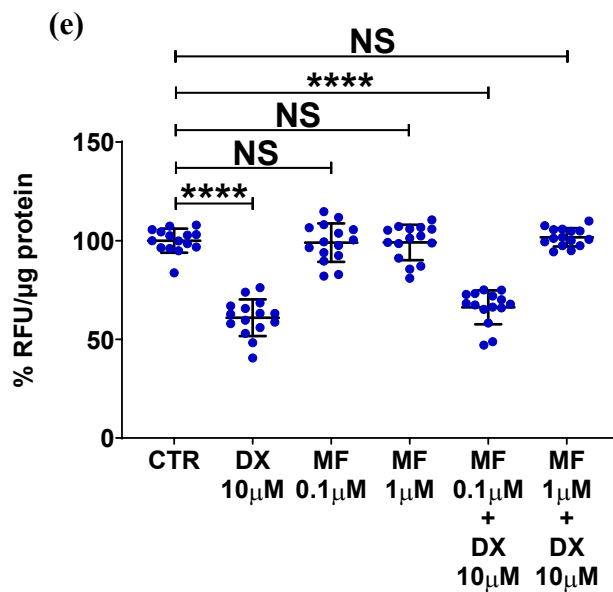 (e)
NS
****
NS
NS
****
% RFU/µg protein
150
100
50
0
CTR
DX
10µM
MF
0.1µM
MF
1µM
MF
0.1µM
+
DX
10µM
MF
1µM
+
DX
10µM